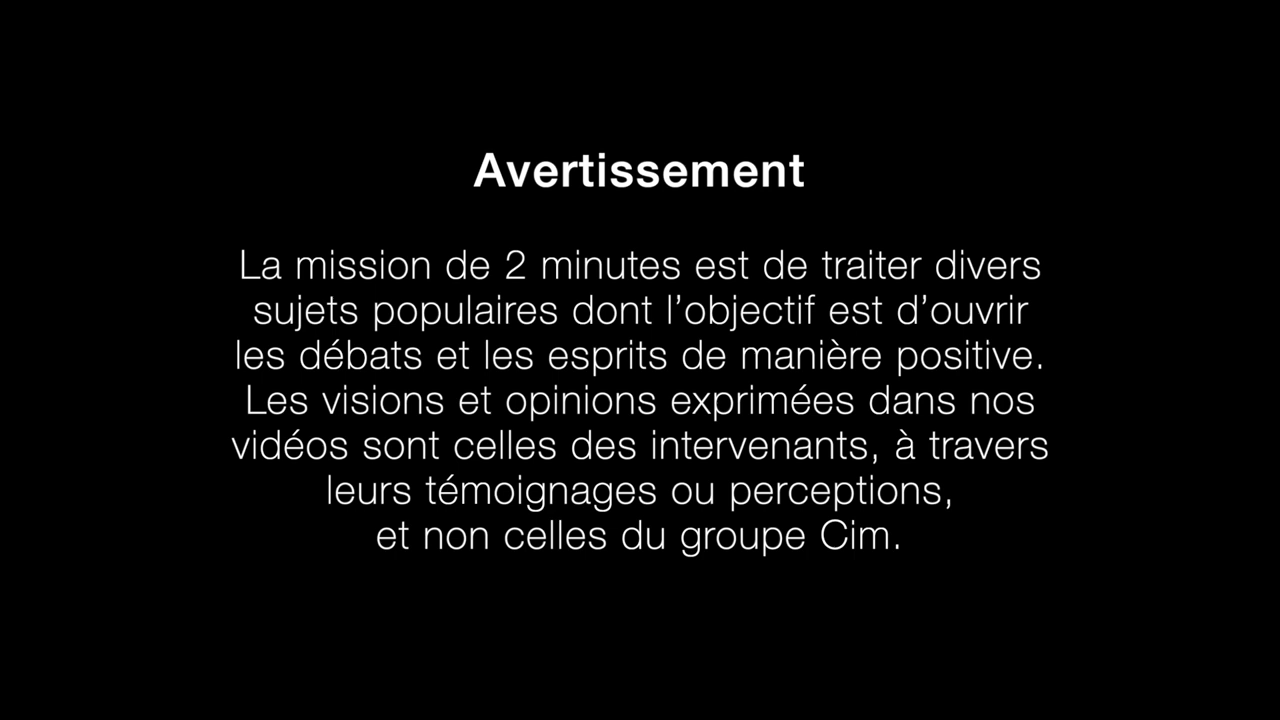 Avertissement
La mission de 2 minutes est de traiter divers
sujets populaires dont l’objectif est d’ouvrir
les débats et les esprits de manière positive.
Les visions et opinions exprimées dans nos
vidéos sont celles des intervenants, à travers
leurs témoignages ou perceptions,
et non celles du groupe Cim.